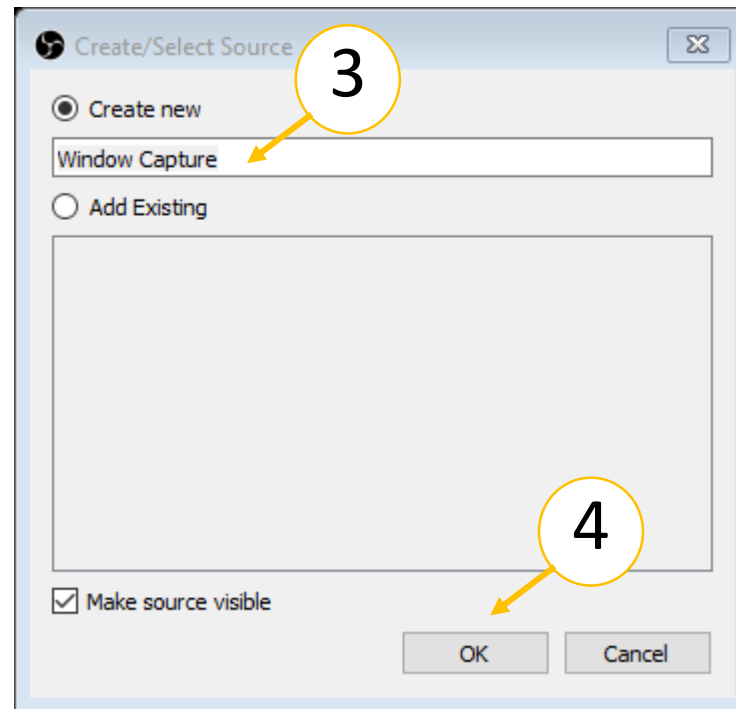 Create/Select Source
3
Create new
Window Capture
Add Existing
4
Make source visible
OK Cancel